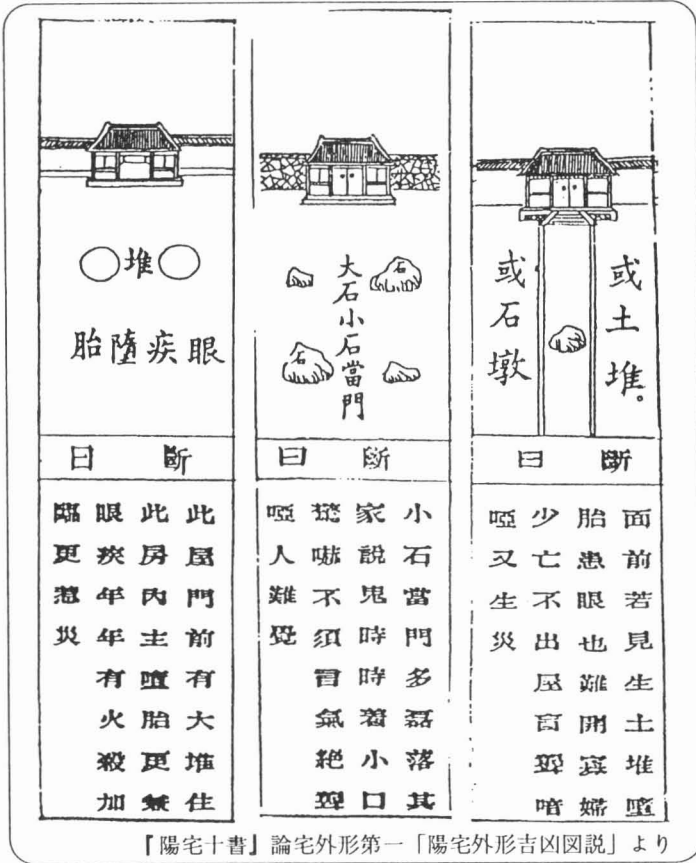 或土堆。
或石墩
斷曰
面前若見生土堆墮
胎患眼也難開寡婦
少亡不出屋盲聾喑
啞又生災
石
大石小石當門
石
斷曰
小石當門多磊落其
家說鬼時時着小口
驚嚇不須冒氣絶聾
啞人難覺
堆
眼疾墮胎
斷曰
此屋門前有大堆住
此房內主墮胎更兼
眼疾年年有火殺加
臨更惹災
『陽宅十書』論宅外形第一「陽宅外形吉凶図説」より